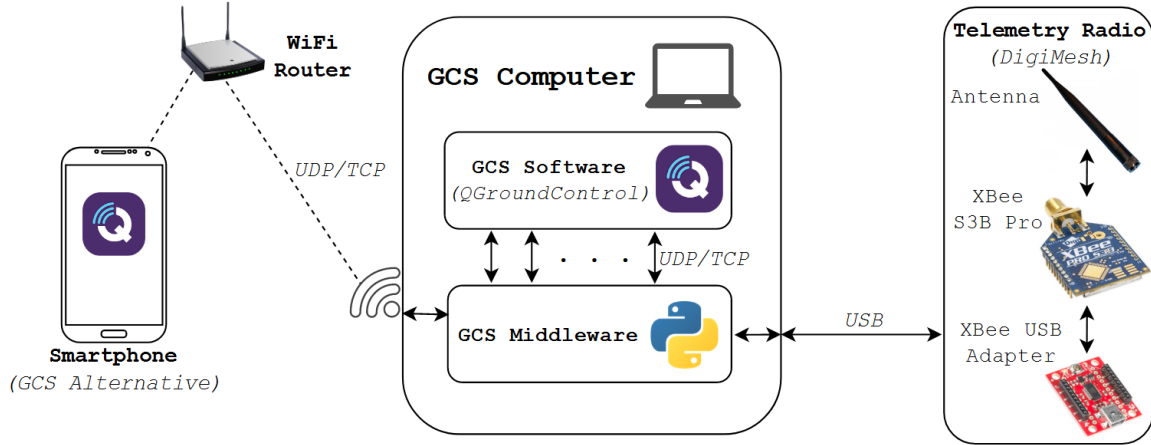 WiFi
Router
UDP/TCP
Smartphone
(GCS Alternative)
GCS Computer
GCS Software
(QGroundControl)
. . .
UDP/TCP
GCS Middleware
USB
Telemetry Radio
(DigiMesh)
Antenna
XBee
S3B Pro
XBee
XBee USB
Adapter